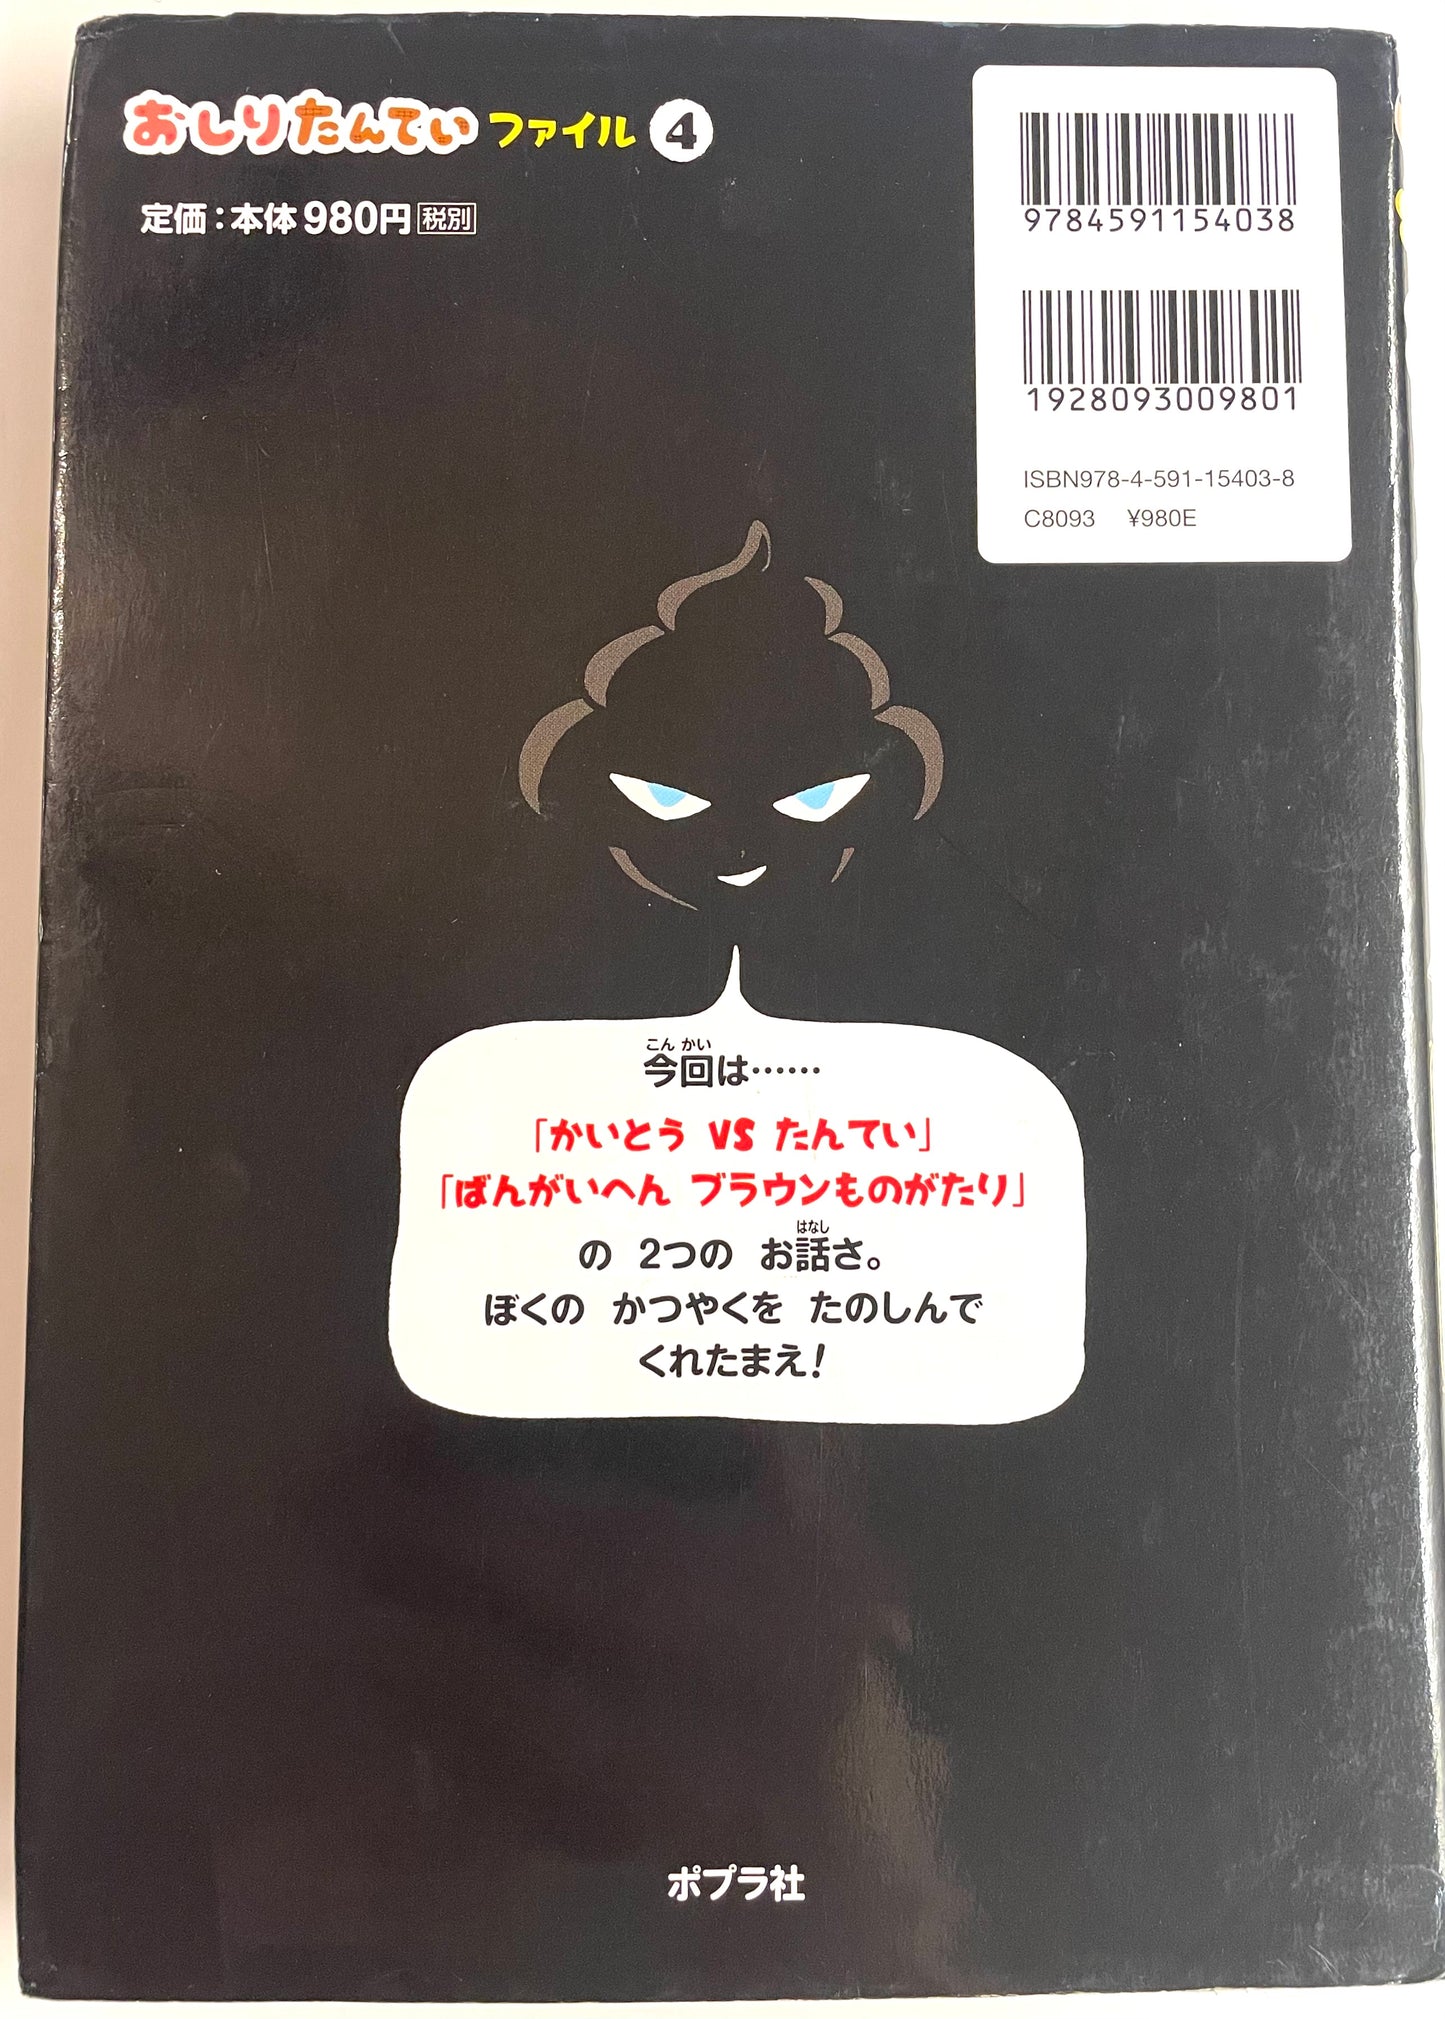 おしりたんてい ファイル 4
定価：本体980円 税別
9784591154038
1928093009801
ISBN978-4-591-15403-8
C8093 ¥980E
こん かい
今回は……
「かいとう VS たんてい」
「ばんがいへん ブラウンものがたり」
はなし
の 2つの お話さ。
ぼくの かつやくを たのしんで
くれたまえ！
ポプラ社